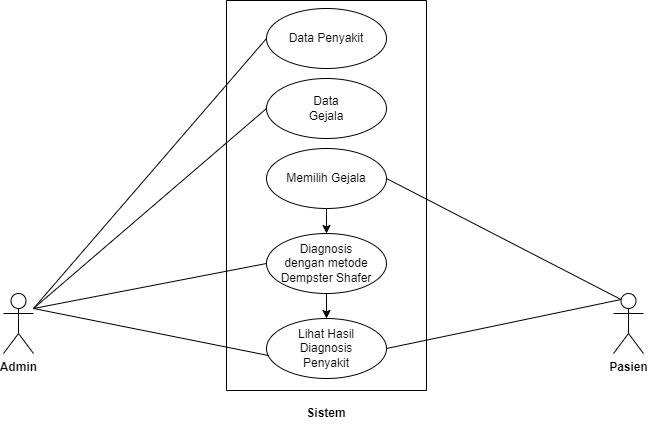 Data Penyakit
Data
Gejala
Memilih Gejala
Diagnosis
dengan metode
Dempster Shafer
Lihat Hasil
Diagnosis
Penyakit
Admin
Pasien
Sistem